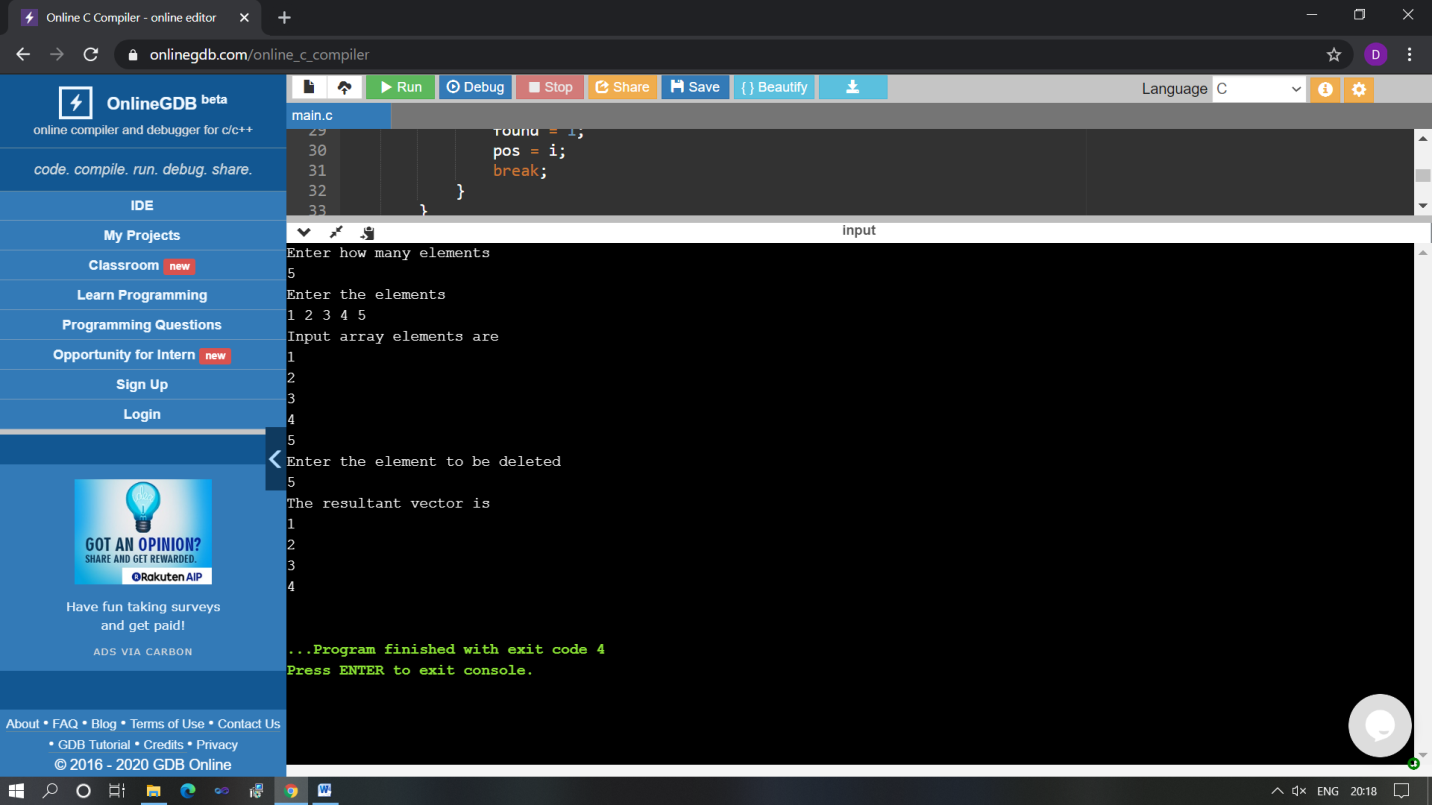 Online C Compiler - online editor
onlinegdb.com/online_c_compiler
D
OnlineGDB beta
online compiler and debugger for c/c++
code. compile. run. debug. share.
IDE
My Projects
Classroom new
Learn Programming
Programming Questions
Opportunity for Intern new
Sign Up
Login
GOT AN OPINION?
SHARE AND GET REWARDED.
Rakuten AIP
Have fun taking surveys
and get paid!
ADS VIA CARBON
About • FAQ • Blog • Terms of Use • Contact Us
• GDB Tutorial • Credits • Privacy
© 2016 - 2020 GDB Online
Run Debug Stop Share Save { } Beautify
Language C
main.c
29 found = 1;
30 pos = i;
31 break;
32 }
33 }
input
Enter how many elements
5
Enter the elements
1 2 3 4 5
Input array elements are
1
2
3
4
5
Enter the element to be deleted
5
The resultant vector is
1
2
3
4
...Program finished with exit code 4
Press ENTER to exit console.
ENG 20:18